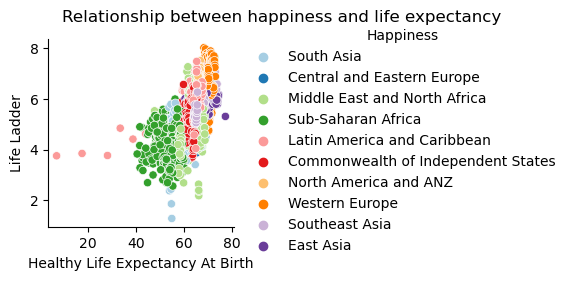 Relationship between happiness and life expectancy
Happiness
South Asia
Central and Eastern Europe
Middle East and North Africa
Sub-Saharan Africa
Latin America and Caribbean
Commonwealth of Independent States
North America and ANZ
Western Europe
Southeast Asia
East Asia
Life Ladder
8
6
4
2
20 40 60 80
Healthy Life Expectancy At Birth